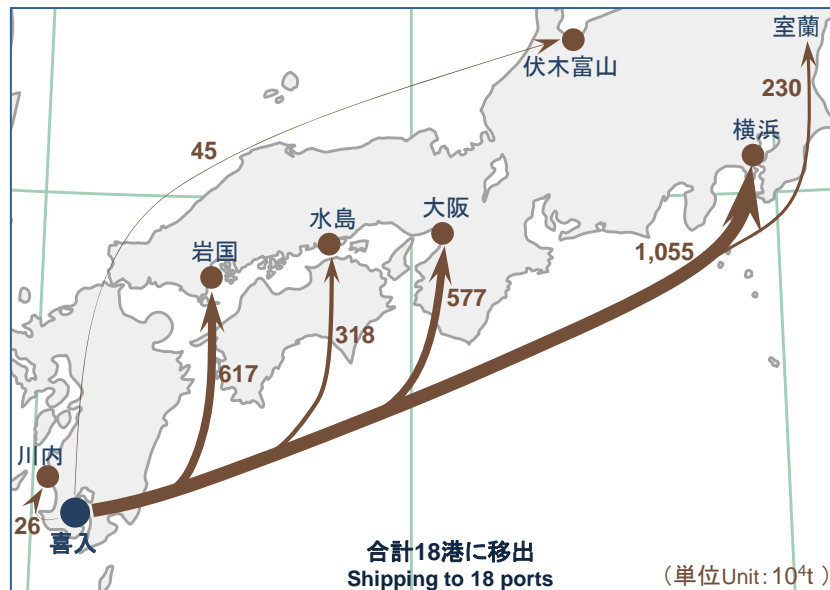 室蘭
伏木富山
230
横浜
45
大阪
水島
岩国
1,055
577
318
617
川内
26
喜入
合計18港に移出
Shipping to 18 ports
（単位Unit：10⁴t ）